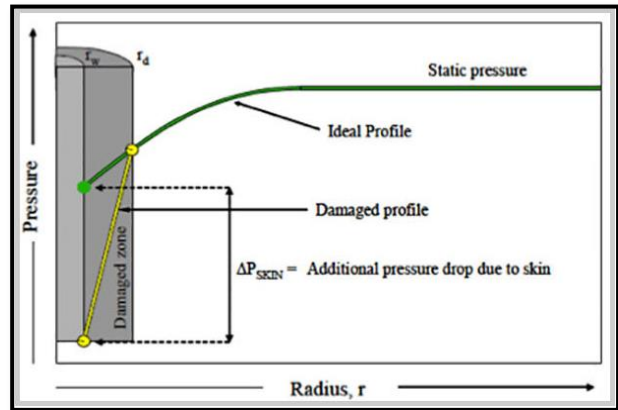 r_w
r_d
Static pressure
Ideal Profile
Pressure
Damaged profile
Damaged zone
ΔP_SKIN = Additional pressure drop due to skin
Radius, r